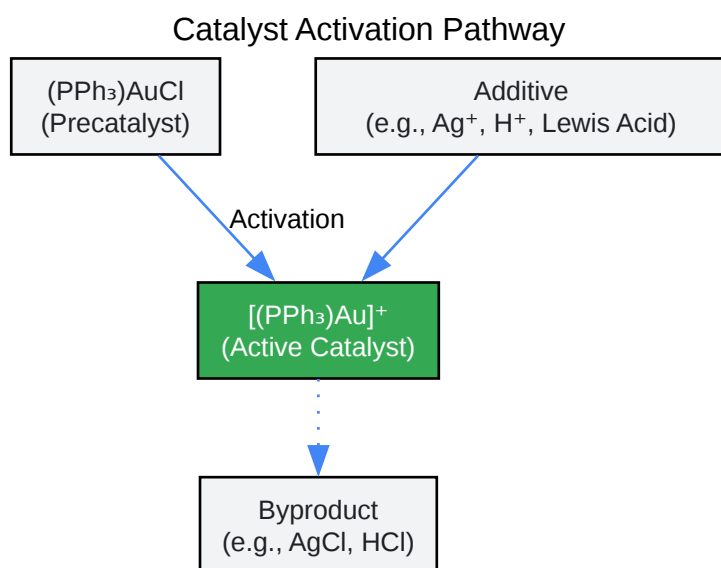 Catalyst Activation Pathway
(PPh₃)AuCl
(Precatalyst)
Additive
(e.g., Ag⁺, H⁺, Lewis Acid)
Activation
[(PPh₃)Au]⁺
(Active Catalyst)
Byproduct
(e.g., AgCl, HCl)